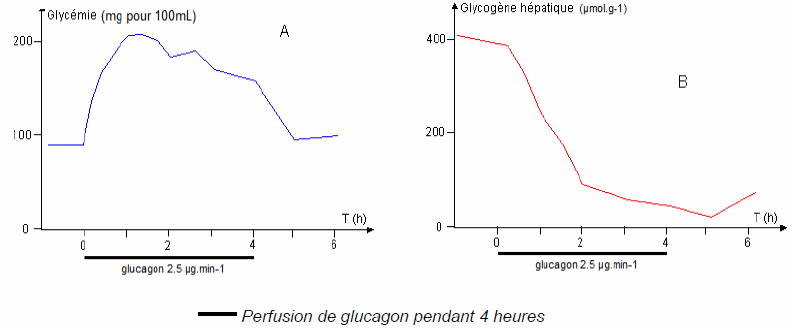 Glycémie (mg pour 100mL)
A
200
100
0
T (h)
0
2
4
6
glucagon 2.5 µg.min-1
Glycogène hépatique (µmol.g-1)
B
400
200
0
T (h)
0
2
4
6
glucagon 2.5 µg.min-1
Perfusion de glucagon pendant 4 heures